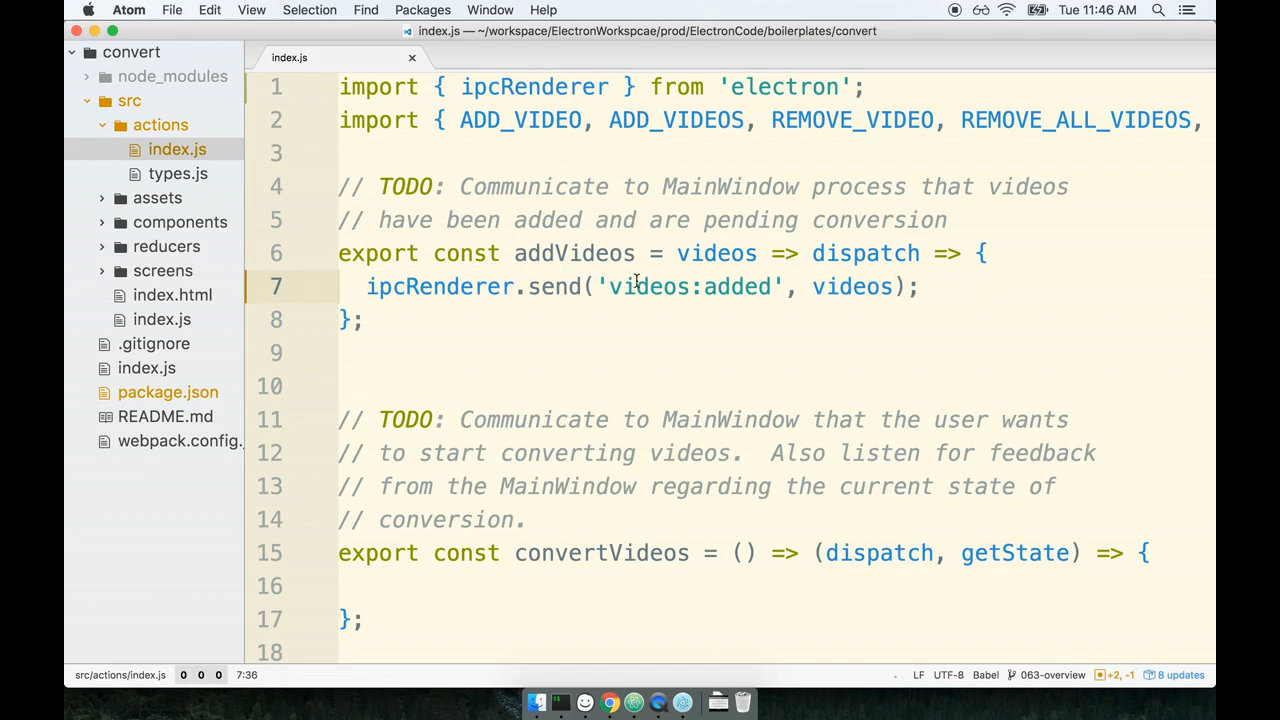 Atom File Edit View Selection Find Packages Window Help Tue 11:46 AM
index.js — ~/workspace/ElectronWorkspcae/prod/ElectronCode/boilerplates/convert
convert
node_modules
src
actions
index.js
types.js
assets
components
reducers
screens
index.html
index.js
.gitignore
index.js
package.json
README.md
webpack.config.
index.js
1 import { ipcRenderer } from 'electron';
2 import { ADD_VIDEO, ADD_VIDEOS, REMOVE_VIDEO, REMOVE_ALL_VIDEOS,
3
4 // TODO: Communicate to MainWindow process that videos
5 // have been added and are pending conversion
6 export const addVideos = videos => dispatch => {
7 ipcRenderer.send('videos:added', videos);
8 };
9
10
11 // TODO: Communicate to MainWindow that the user wants
12 // to start converting videos. Also listen for feedback
13 // from the MainWindow regarding the current state of
14 // conversion.
15 export const convertVideos = () => (dispatch, getState) => {
16
17 };
18
src/actions/index.js 0 0 0 7:36 LF UTF-8 Babel 063-overview +2, -1 8 updates